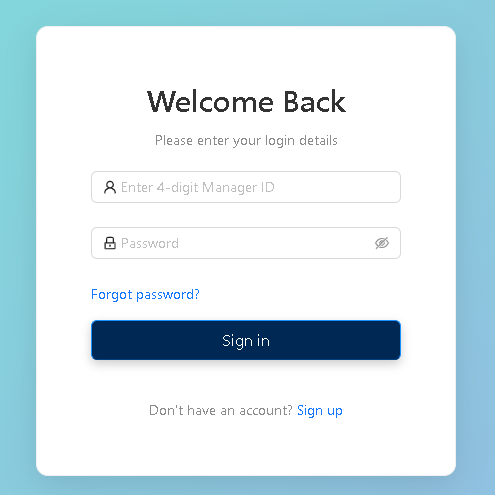 Welcome Back
Please enter your login details
Enter 4-digit Manager ID
Password
Forgot password?
Sign in
Don't have an account? Sign up